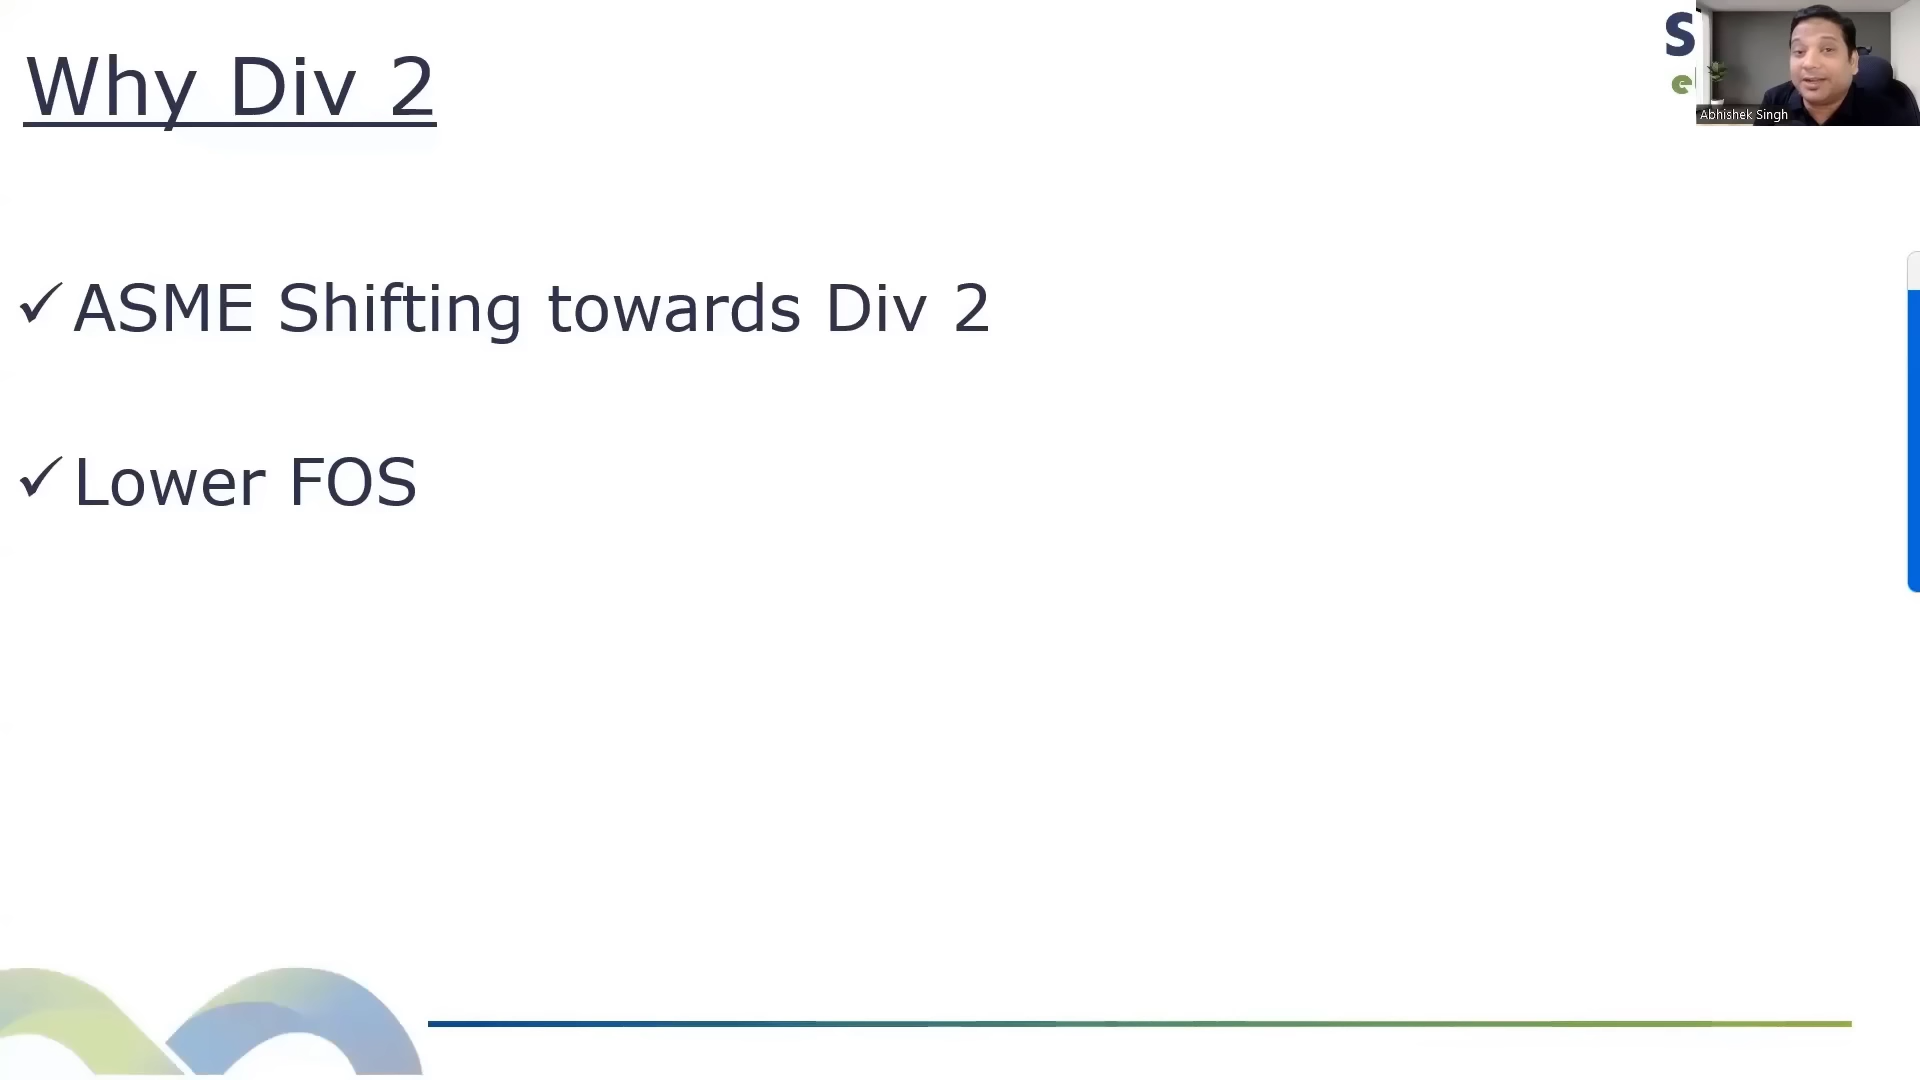 Why Div 2
Abhishek Singh
✓ ASME Shifting towards Div 2
✓ Lower FOS